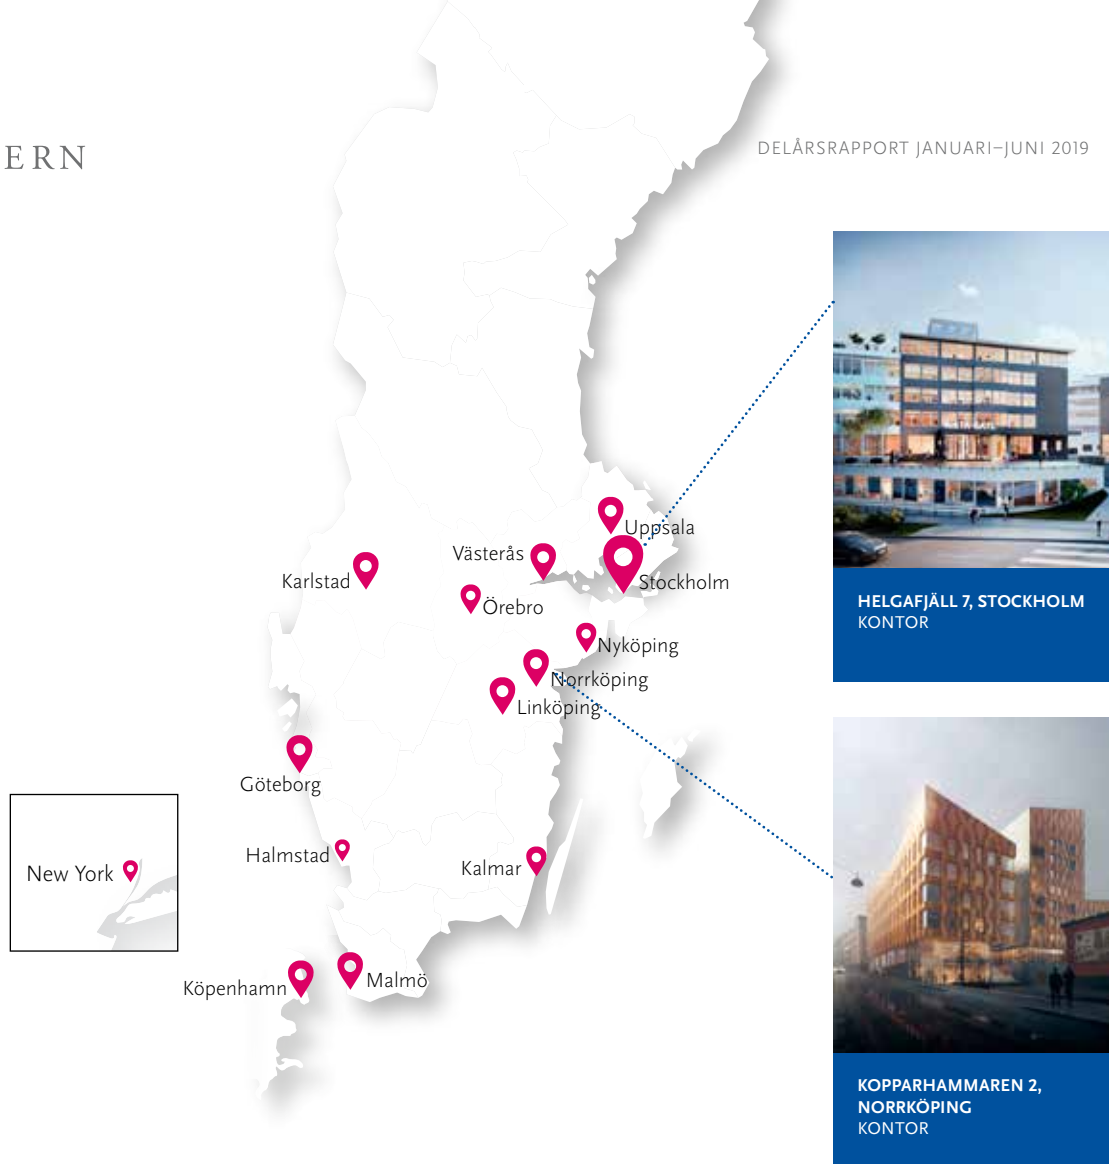 ERN
DELÅRSRAPPORT JANUARI–JUNI 2019
Uppsala
Västerås
Stockholm
Karlstad
Örebro
Nyköping
Norrköping
Linköping
Göteborg
Halmstad
Kalmar
New York
Köpenhamn
Malmö
HELGAFJÄLL 7, STOCKHOLM
KONTOR
KOPPARHAMMAREN 2,
NORRKÖPING
KONTOR